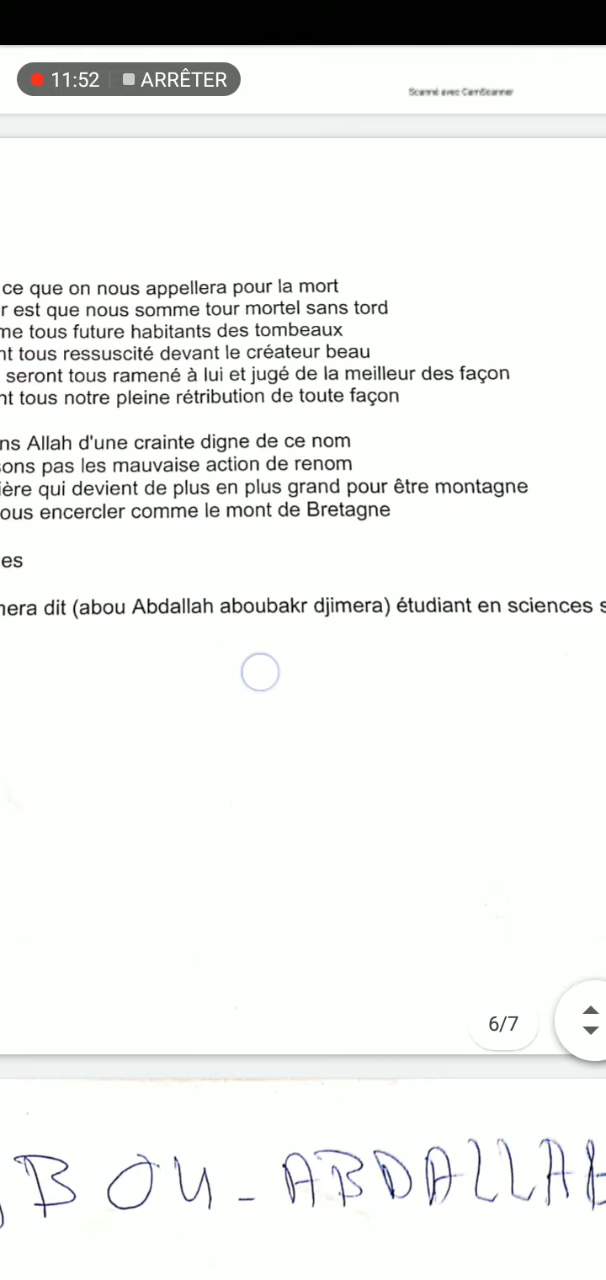 11:52 ARRÊTER
Scanné avec CamScanner
ce que on nous appellera pour la mort
r est que nous somme tour mortel sans tord
me tous future habitants des tombeaux
nt tous ressuscité devant le créateur beau
seront tous ramené à lui et jugé de la meilleur des façon
nt tous notre pleine rétribution de toute façon
ns Allah d'une crainte digne de ce nom
sons pas les mauvaise action de renom
ière qui devient de plus en plus grand pour être montagne
ous encercler comme le mont de Bretagne
es
nera dit (abou Abdallah aboubakr djimera) étudiant en sciences s
6/7
BOU-ABDALLAH